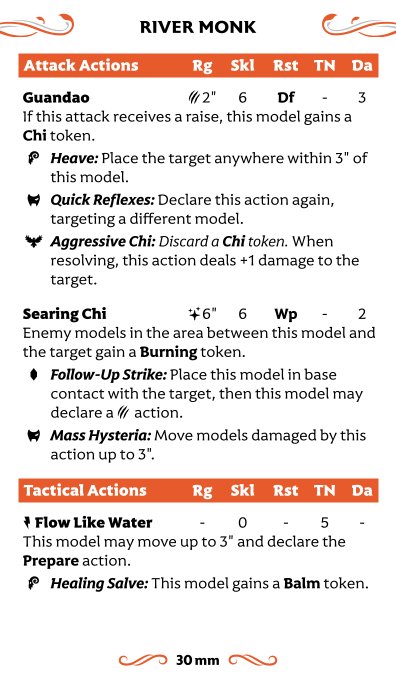 RIVER MONK
Attack Actions Rg Skl Rst TN Da
Guandao 2" 6 Df - 3
If this attack receives a raise, this model gains a
Chi token.
Heave: Place the target anywhere within 3" of
this model.
Quick Reflexes: Declare this action again,
targeting a different model.
Aggressive Chi: Discard a Chi token. When
resolving, this action deals +1 damage to the
target.
Searing Chi 6" 6 Wp - 2
Enemy models in the area between this model and
the target gain a Burning token.
Follow-Up Strike: Place this model in base
contact with the target, then this model may
declare a action.
Mass Hysteria: Move models damaged by this
action up to 3".
Tactical Actions Rg Skl Rst TN Da
Flow Like Water - 0 - 5 -
This model may move up to 3" and declare the
Prepare action.
Healing Salve: This model gains a Balm token.
30 mm